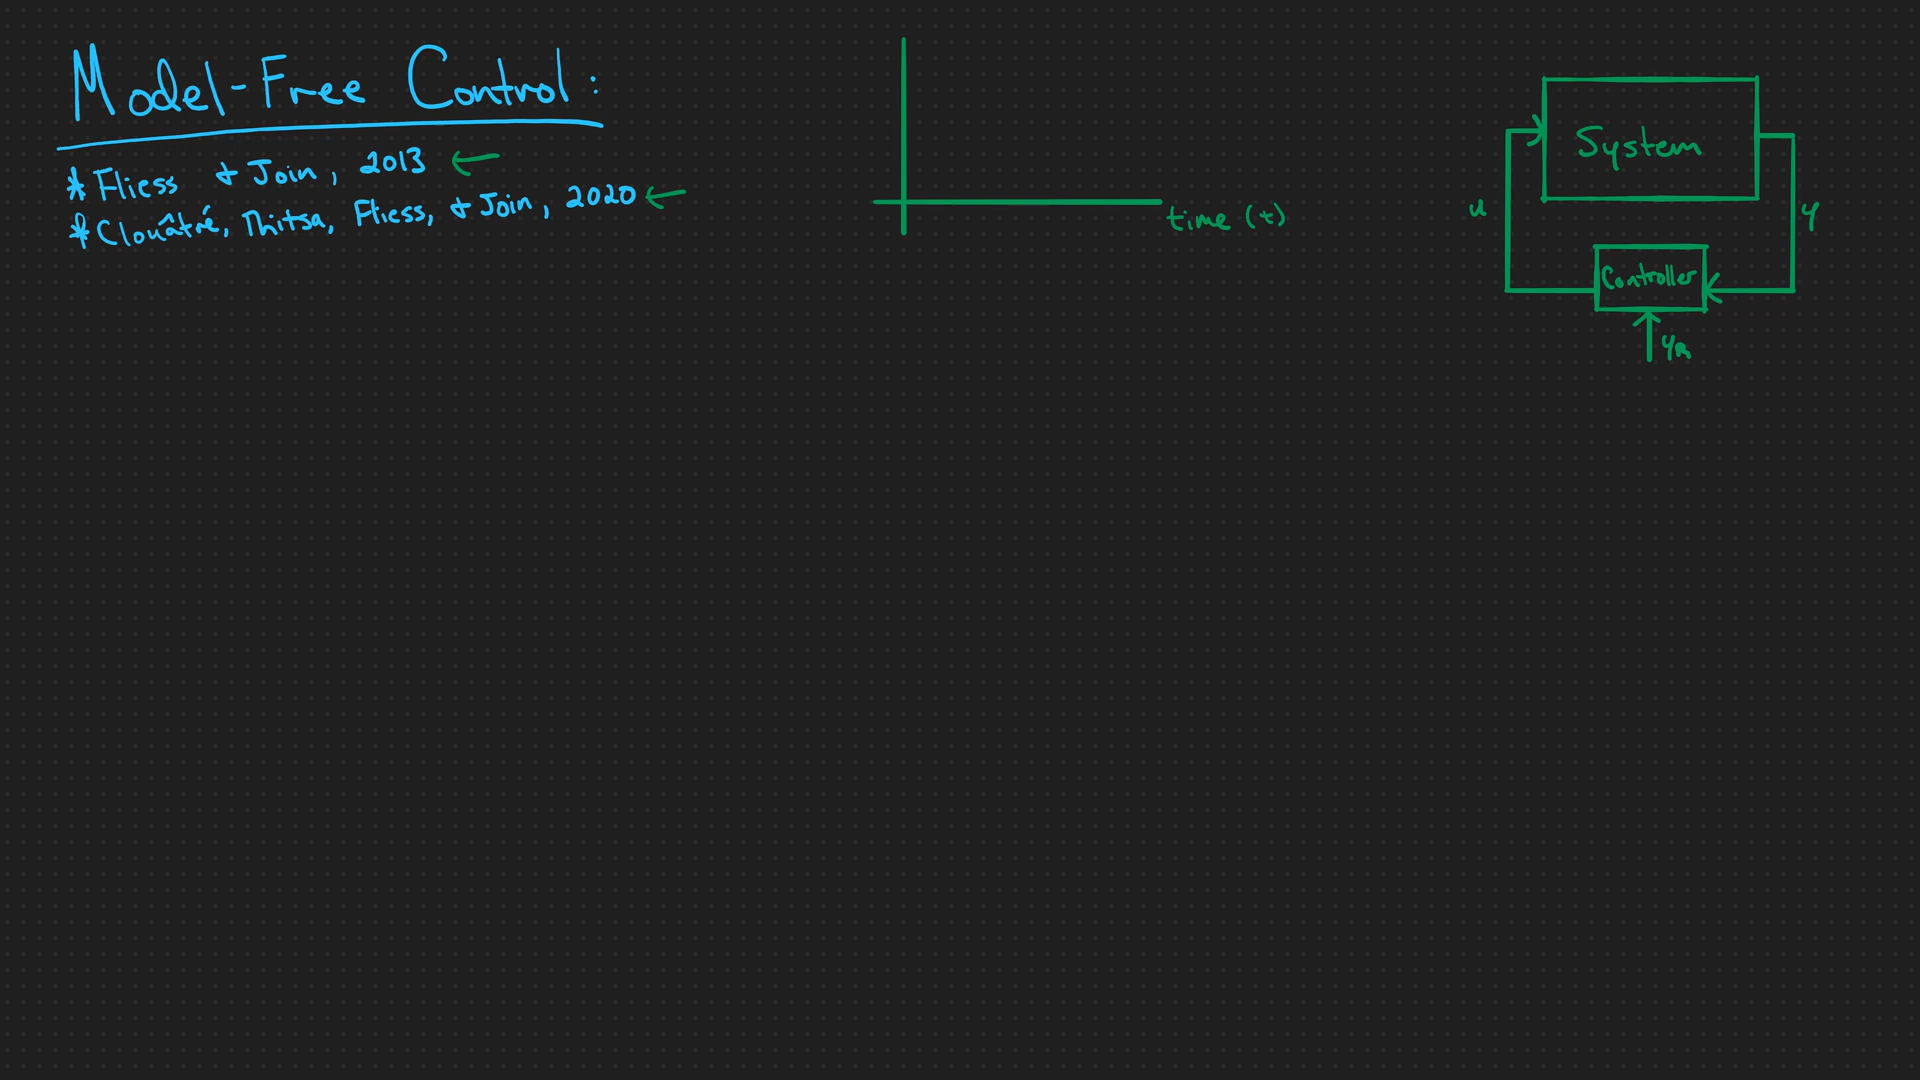 Model-Free Control:
* Fliess & Join, 2013 ←
* Clouâtré, Thitsa, Fliess, & Join, 2020 ←
time (t)
System
u
y
Controller
yR